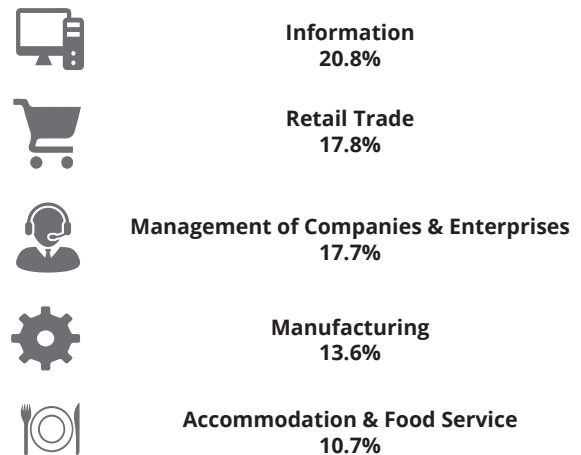 Information
20.8%
Retail Trade
17.8%
Management of Companies & Enterprises
17.7%
Manufacturing
13.6%
Accommodation & Food Service
10.7%